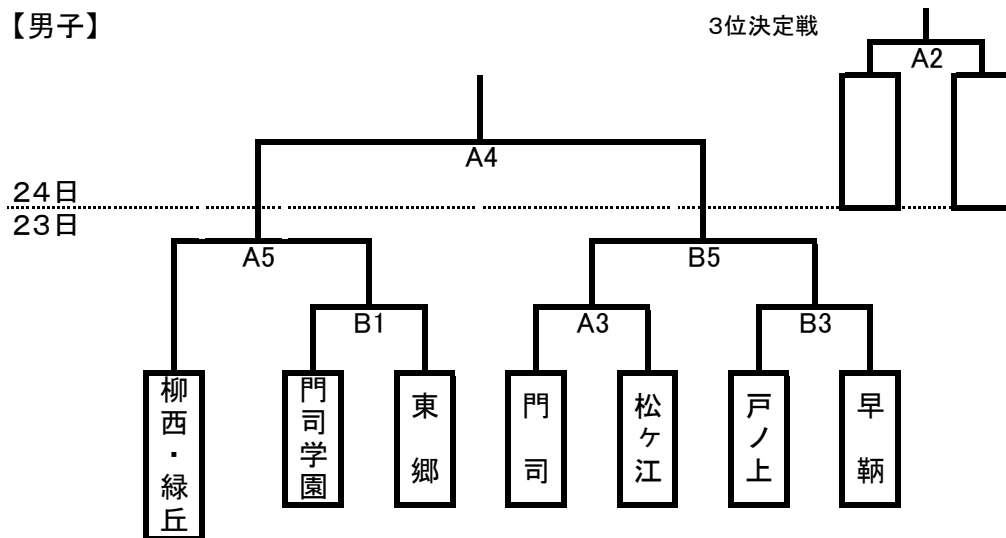 【男子】
3位決定戦
A2
A4
24日
23日
A5
B5
B1
A3
B3
柳西・緑丘
門司学園
東郷
門司
松ヶ江
戸ノ上
早鞆